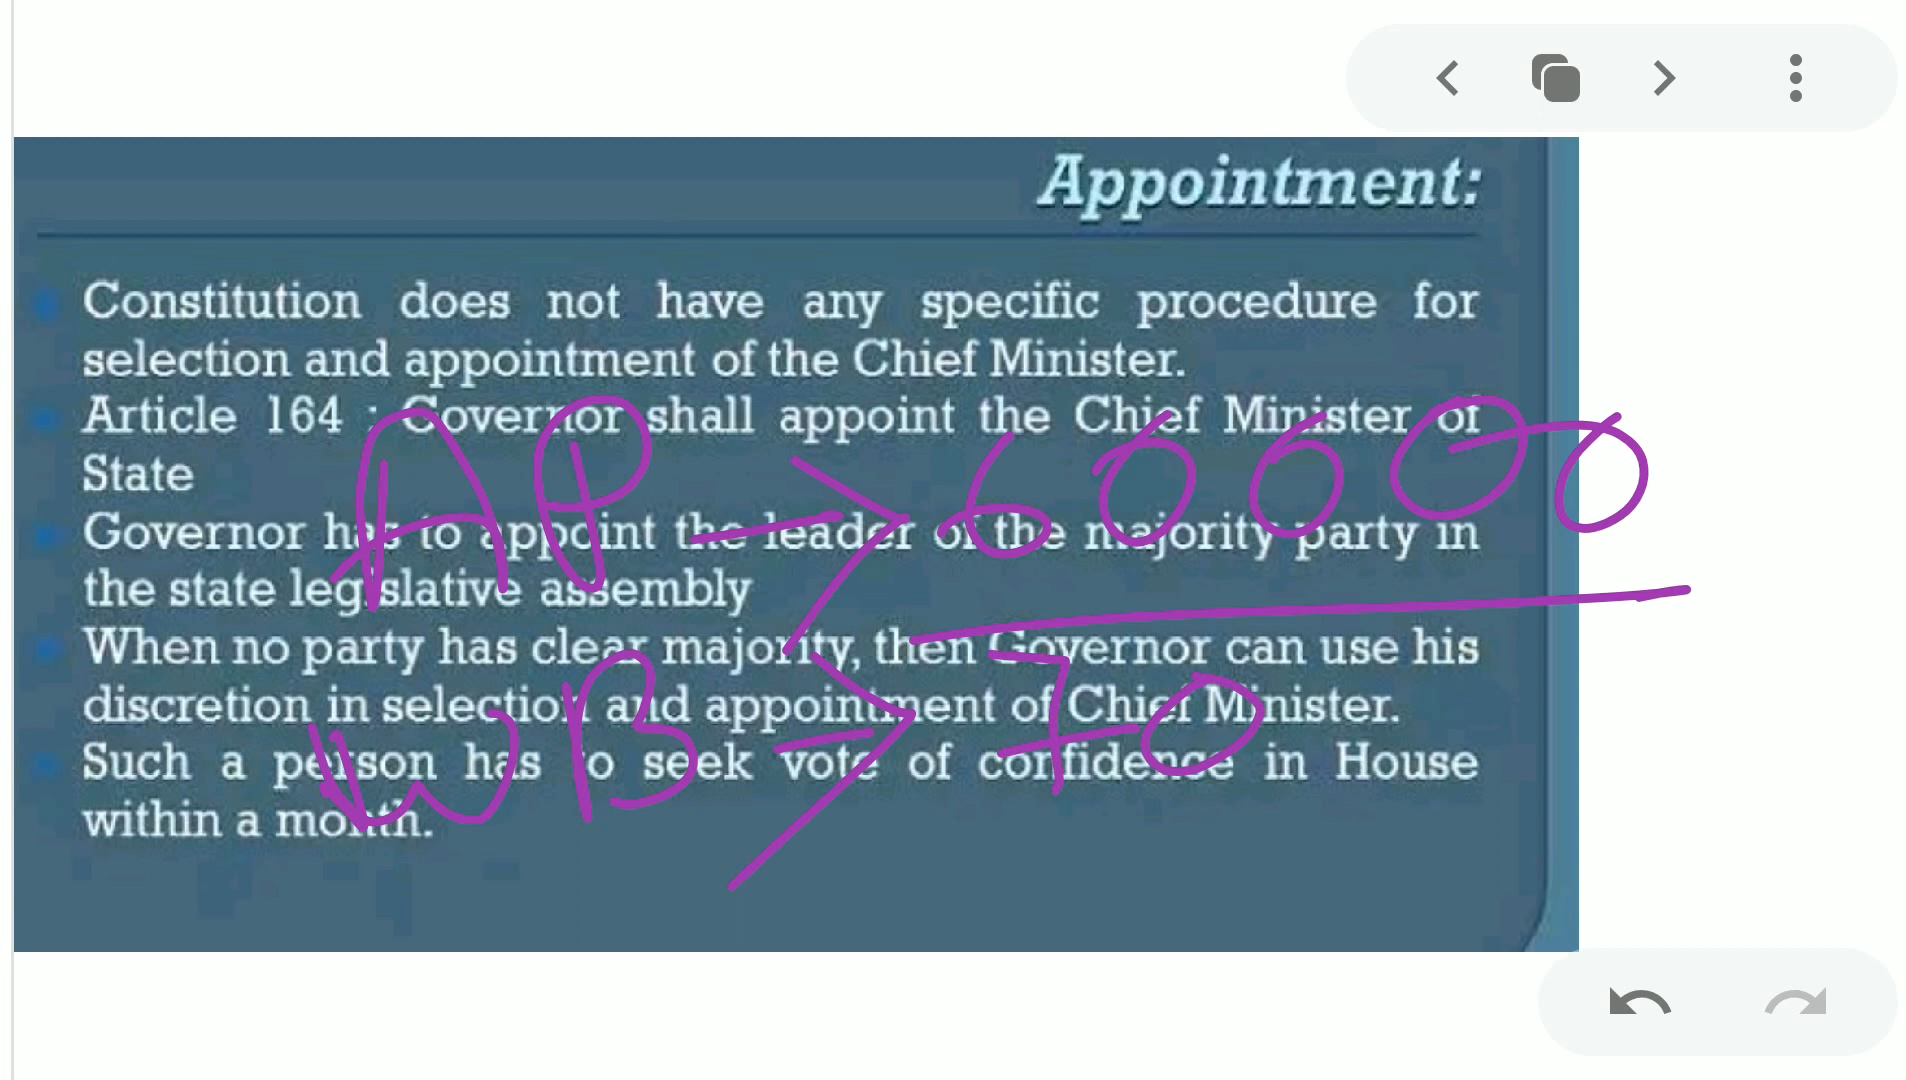 Appointment:
Constitution does not have any specific procedure for
selection and appointment of the Chief Minister.
Article 164 : Governor shall appoint the Chief Minister of
State
AP → 60000
Governor has to appoint the leader of the majority party in
the state legislative assembly
When no party has clear majority, then Governor can use his
discretion in selection and appointment of Chief Minister.
WB → 70
Such a person has to seek vote of confidence in House
within a month.